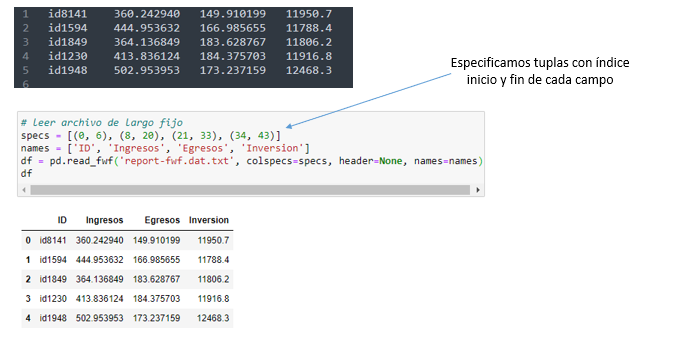 1 id8141 360.242940 149.910199 11950.7
2 id1594 444.953632 166.985655 11788.4
3 id1849 364.136849 183.628767 11806.2
4 id1230 413.836124 184.375703 11916.8
5 id1948 502.953953 173.237159 12468.3
6
Especificamos tuplas con índice
inicio y fin de cada campo
# Leer archivo de largo fijo
specs = [(0, 6), (8, 20), (21, 33), (34, 43)]
names = ['ID', 'Ingresos', 'Egresos', 'Inversion']
df = pd.read_fwf('report-fwf.dat.txt', colspecs=specs, header=None, names=names)
df
ID Ingresos Egresos Inversion
0 id8141 360.242940 149.910199 11950.7
1 id1594 444.953632 166.985655 11788.4
2 id1849 364.136849 183.628767 11806.2
3 id1230 413.836124 184.375703 11916.8
4 id1948 502.953953 173.237159 12468.3